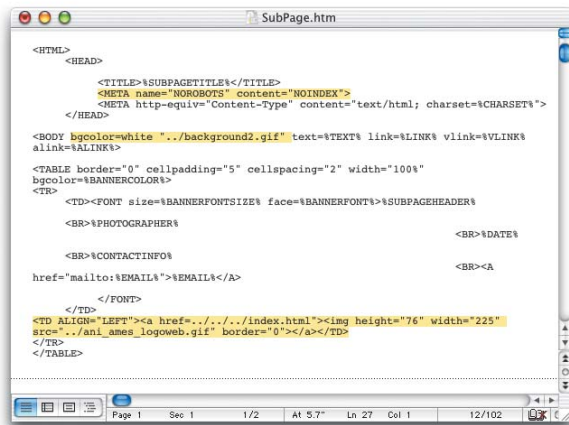 SubPage.htm
<HTML>
<HEAD>
<TITLE>%SUBPAGETITLE%</TITLE>
<META name="NOROBOTS" content="NOINDEX">
<META http-equiv="Content-Type" content="text/html; charset=%CHARSET%">
</HEAD>
<BODY bgcolor=white "../background2.gif" text=%TEXT% link=%LINK% vlink=%VLINK%
alink=%ALINK%>
<TABLE border="0" cellpadding="5" cellspacing="2" width="100%"
bgcolor=%BANNERCOLOR%>
<TR>
<TD><FONT size=%BANNERFONTSIZE% face=%BANNERFONT%>%SUBPAGEHEADER%
<BR>%PHOTOGRAPHER%
<BR>%DATE%
<BR>%CONTACTINFO%
<BR><A
href="mailto:%EMAIL%">%EMAIL%</A>
</FONT>
</TD>
<TD ALIGN="LEFT"><a href=../../../index.html><img height="76" width="225"
src="../ani_ames_logoweb.gif" border="0"></a></TD>
</TR>
</TABLE>
Page 1 Sec 1 1/2 At 5.7" Ln 27 Col 1 12/102